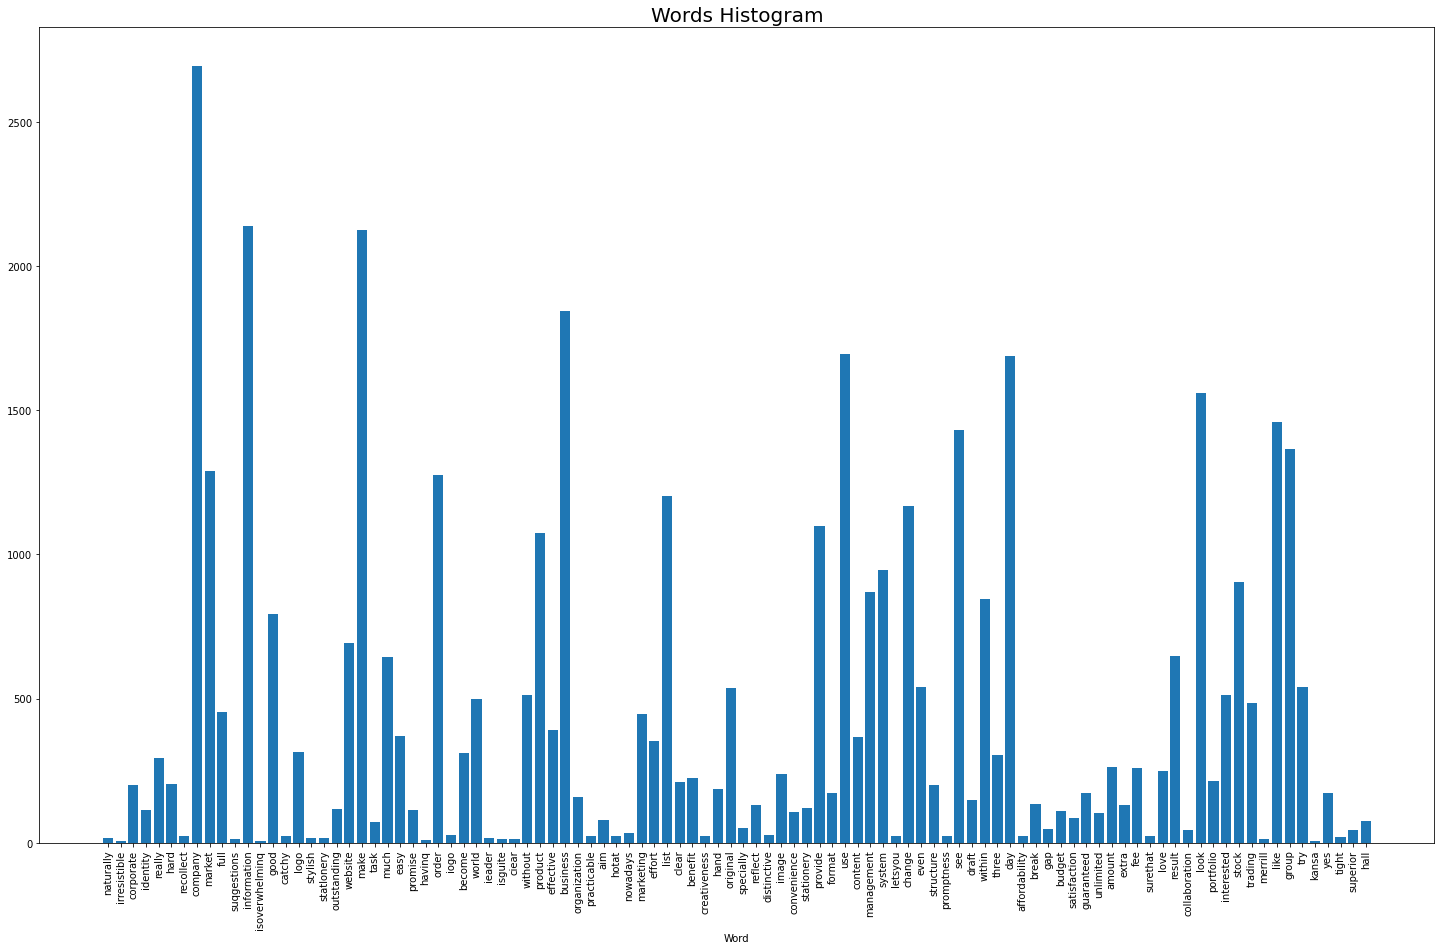 Words Histogram
2500
2000
1500
1000
500
0
naturally
irresistible
corporate
identity
really
hard
recollect
company
market
full
suqgestions
information
isoverwhelminq
good
catchy
logo
stylish
statlonery
outstanding
website
make
task
much
easy
promise
havinq
order
iogo
become
world
ieader
isguite
ciear
without
product
effective
business
organization
practicable
aim
hotat
nowadays
marketing
effort
list
clear
benefit
creativeness
hand
original
specially
reflect
distinctive
image
convenience
stationery
provide
format
use
content
management
system
letsyou
change
even
structure
promptness
see
draft
within
three
day
affordability
break
gap
budget
satisfaction
guaranteed
unlimited
amount
extra
fee
surethat
love
result
collaboration
look
portfolio
interested
stock
trading
merrill
like
group
try
kansa
yes
tight
superior
hall
Word